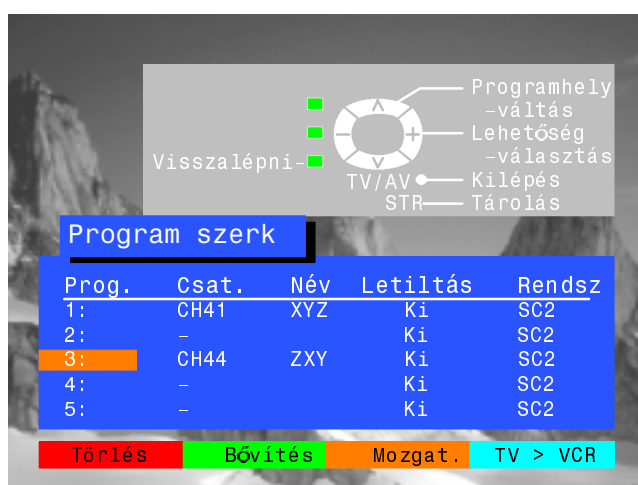 Programhely
-váltás
Lehetőség
-választás
Visszalépni-
TV/AV Kilépés
STR Tárolás
Program szerk
Prog. Csat. Név Letiltás Rendsz
1: CH41 XYZ Ki SC2
2: – Ki SC2
3: CH44 ZXY Ki SC2
4: – Ki SC2
5: – Ki SC2
Törlés Bővítés Mozgat. TV > VCR